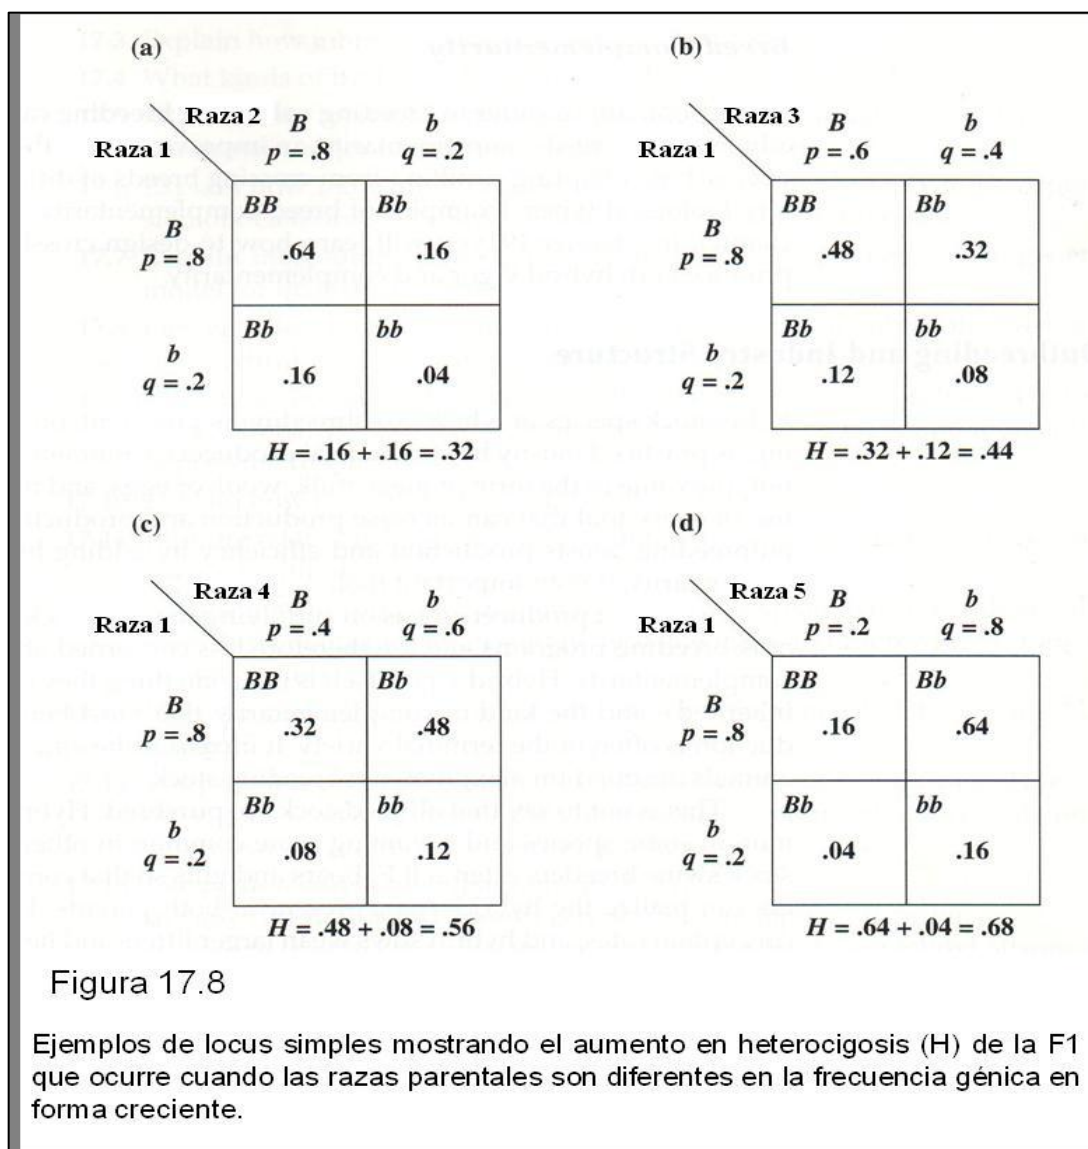 (a)
Raza 2 B b
Raza 1 p = .8 q = .2
BB Bb
B
p = .8 .64 .16
Bb bb
b
q = .2 .16 .04
H = .16 + .16 = .32
(b)
Raza 3 B b
Raza 1 p = .6 q = .4
BB Bb
B
p = .8 .48 .32
Bb bb
b
q = .2 .12 .08
H = .32 + .12 = .44
(c)
Raza 4 B b
Raza 1 p = .4 q = .6
BB Bb
B
p = .8 .32 .48
Bb bb
b
q = .2 .08 .12
H = .48 + .08 = .56
(d)
Raza 5 B b
Raza 1 p = .2 q = .8
BB Bb
B
p = .8 .16 .64
Bb bb
b
q = .2 .04 .16
H = .64 + .04 = .68
Figura 17.8
Ejemplos de locus simples mostrando el aumento en heterocigosis (H) de la F1
que ocurre cuando las razas parentales son diferentes en la frecuencia génica en
forma creciente.